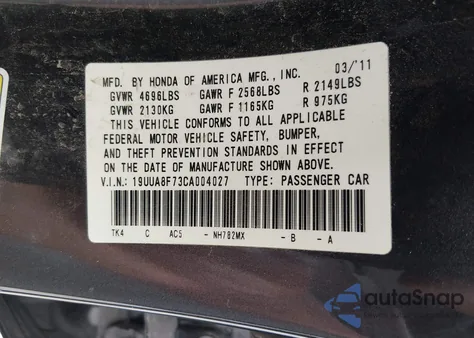 MFD. BY HONDA OF AMERICA MFG., INC. 03/'11
GVWR 4696LBS GAWR F 2568LBS R 2149LBS
GVWR 2130KG GAWR F 1165KG R 975KG
THIS VEHICLE CONFORMS TO ALL APPLICABLE
FEDERAL MOTOR VEHICLE SAFETY, BUMPER,
AND THEFT PREVENTION STANDARDS IN EFFECT
ON THE DATE OF MANUFACTURE SHOWN ABOVE.
V.I.N.: 19UUA8F73CA004027 TYPE: PASSENGER CAR
TK4 C AC5 - NH782MX - B - A
autoSnap